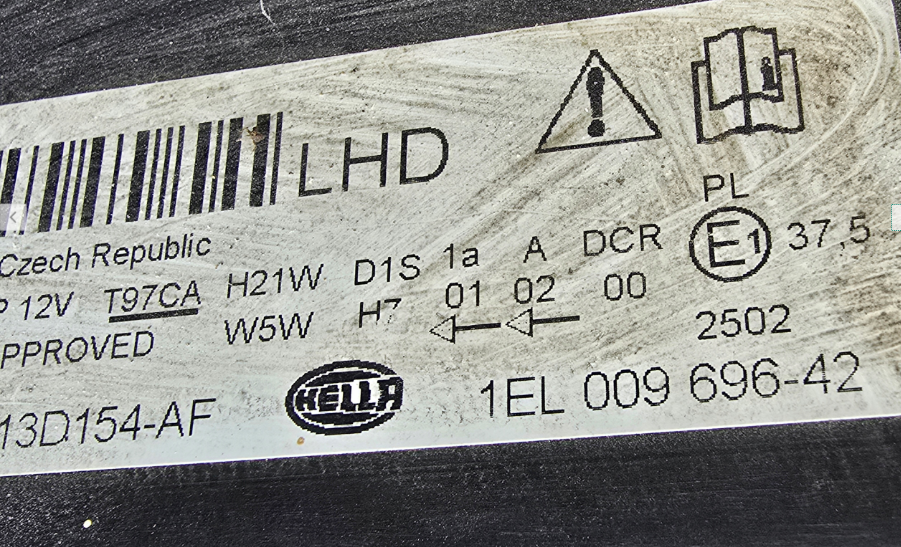 LHD
PL
Czech Republic
D1S 1a A DCR E1 37,5
P 12V T97CA H21W 01 02 00
PPROVED W5W H7 2502
13D154-AF HELLA 1EL 009 696-42